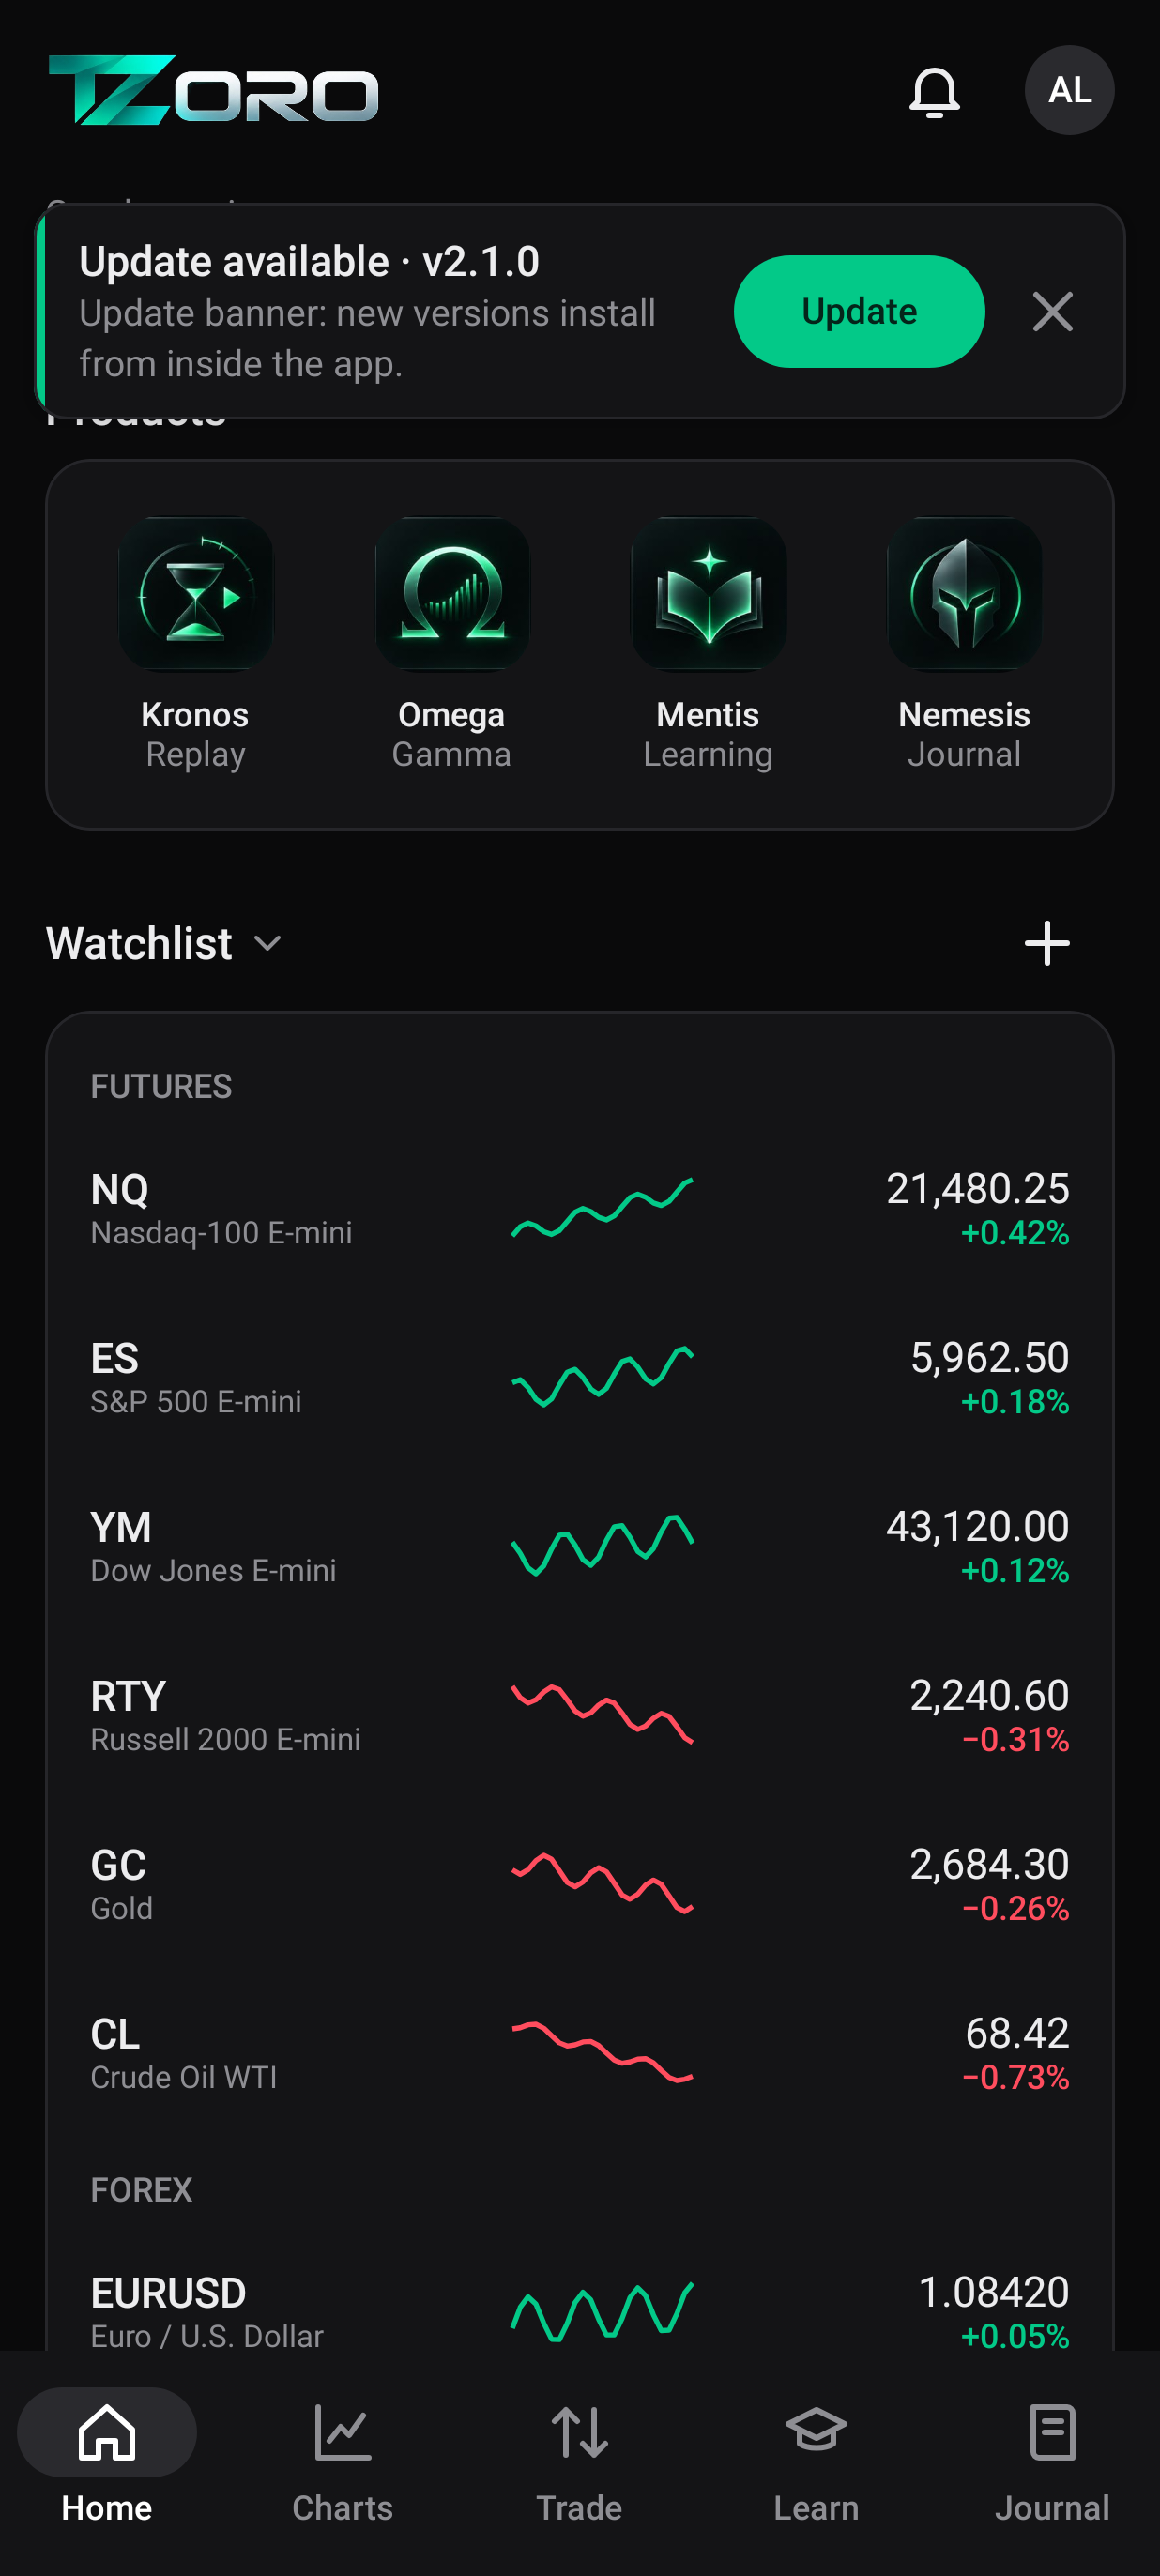 TZORO
AL
Update available · v2.1.0
Update banner: new versions install
from inside the app.
Update
Products
Kronos
Replay
Omega
Gamma
Mentis
Learning
Nemesis
Journal
Watchlist
FUTURES
NQ
21,480.25
Nasdaq-100 E-mini
+0.42%
ES
5,962.50
S&P 500 E-mini
+0.18%
YM
43,120.00
Dow Jones E-mini
+0.12%
RTY
2,240.60
Russell 2000 E-mini
−0.31%
GC
2,684.30
Gold
−0.26%
CL
68.42
Crude Oil WTI
−0.73%
FOREX
EURUSD
1.08420
Euro / U.S. Dollar
+0.05%
Home
Charts
Trade
Learn
Journal